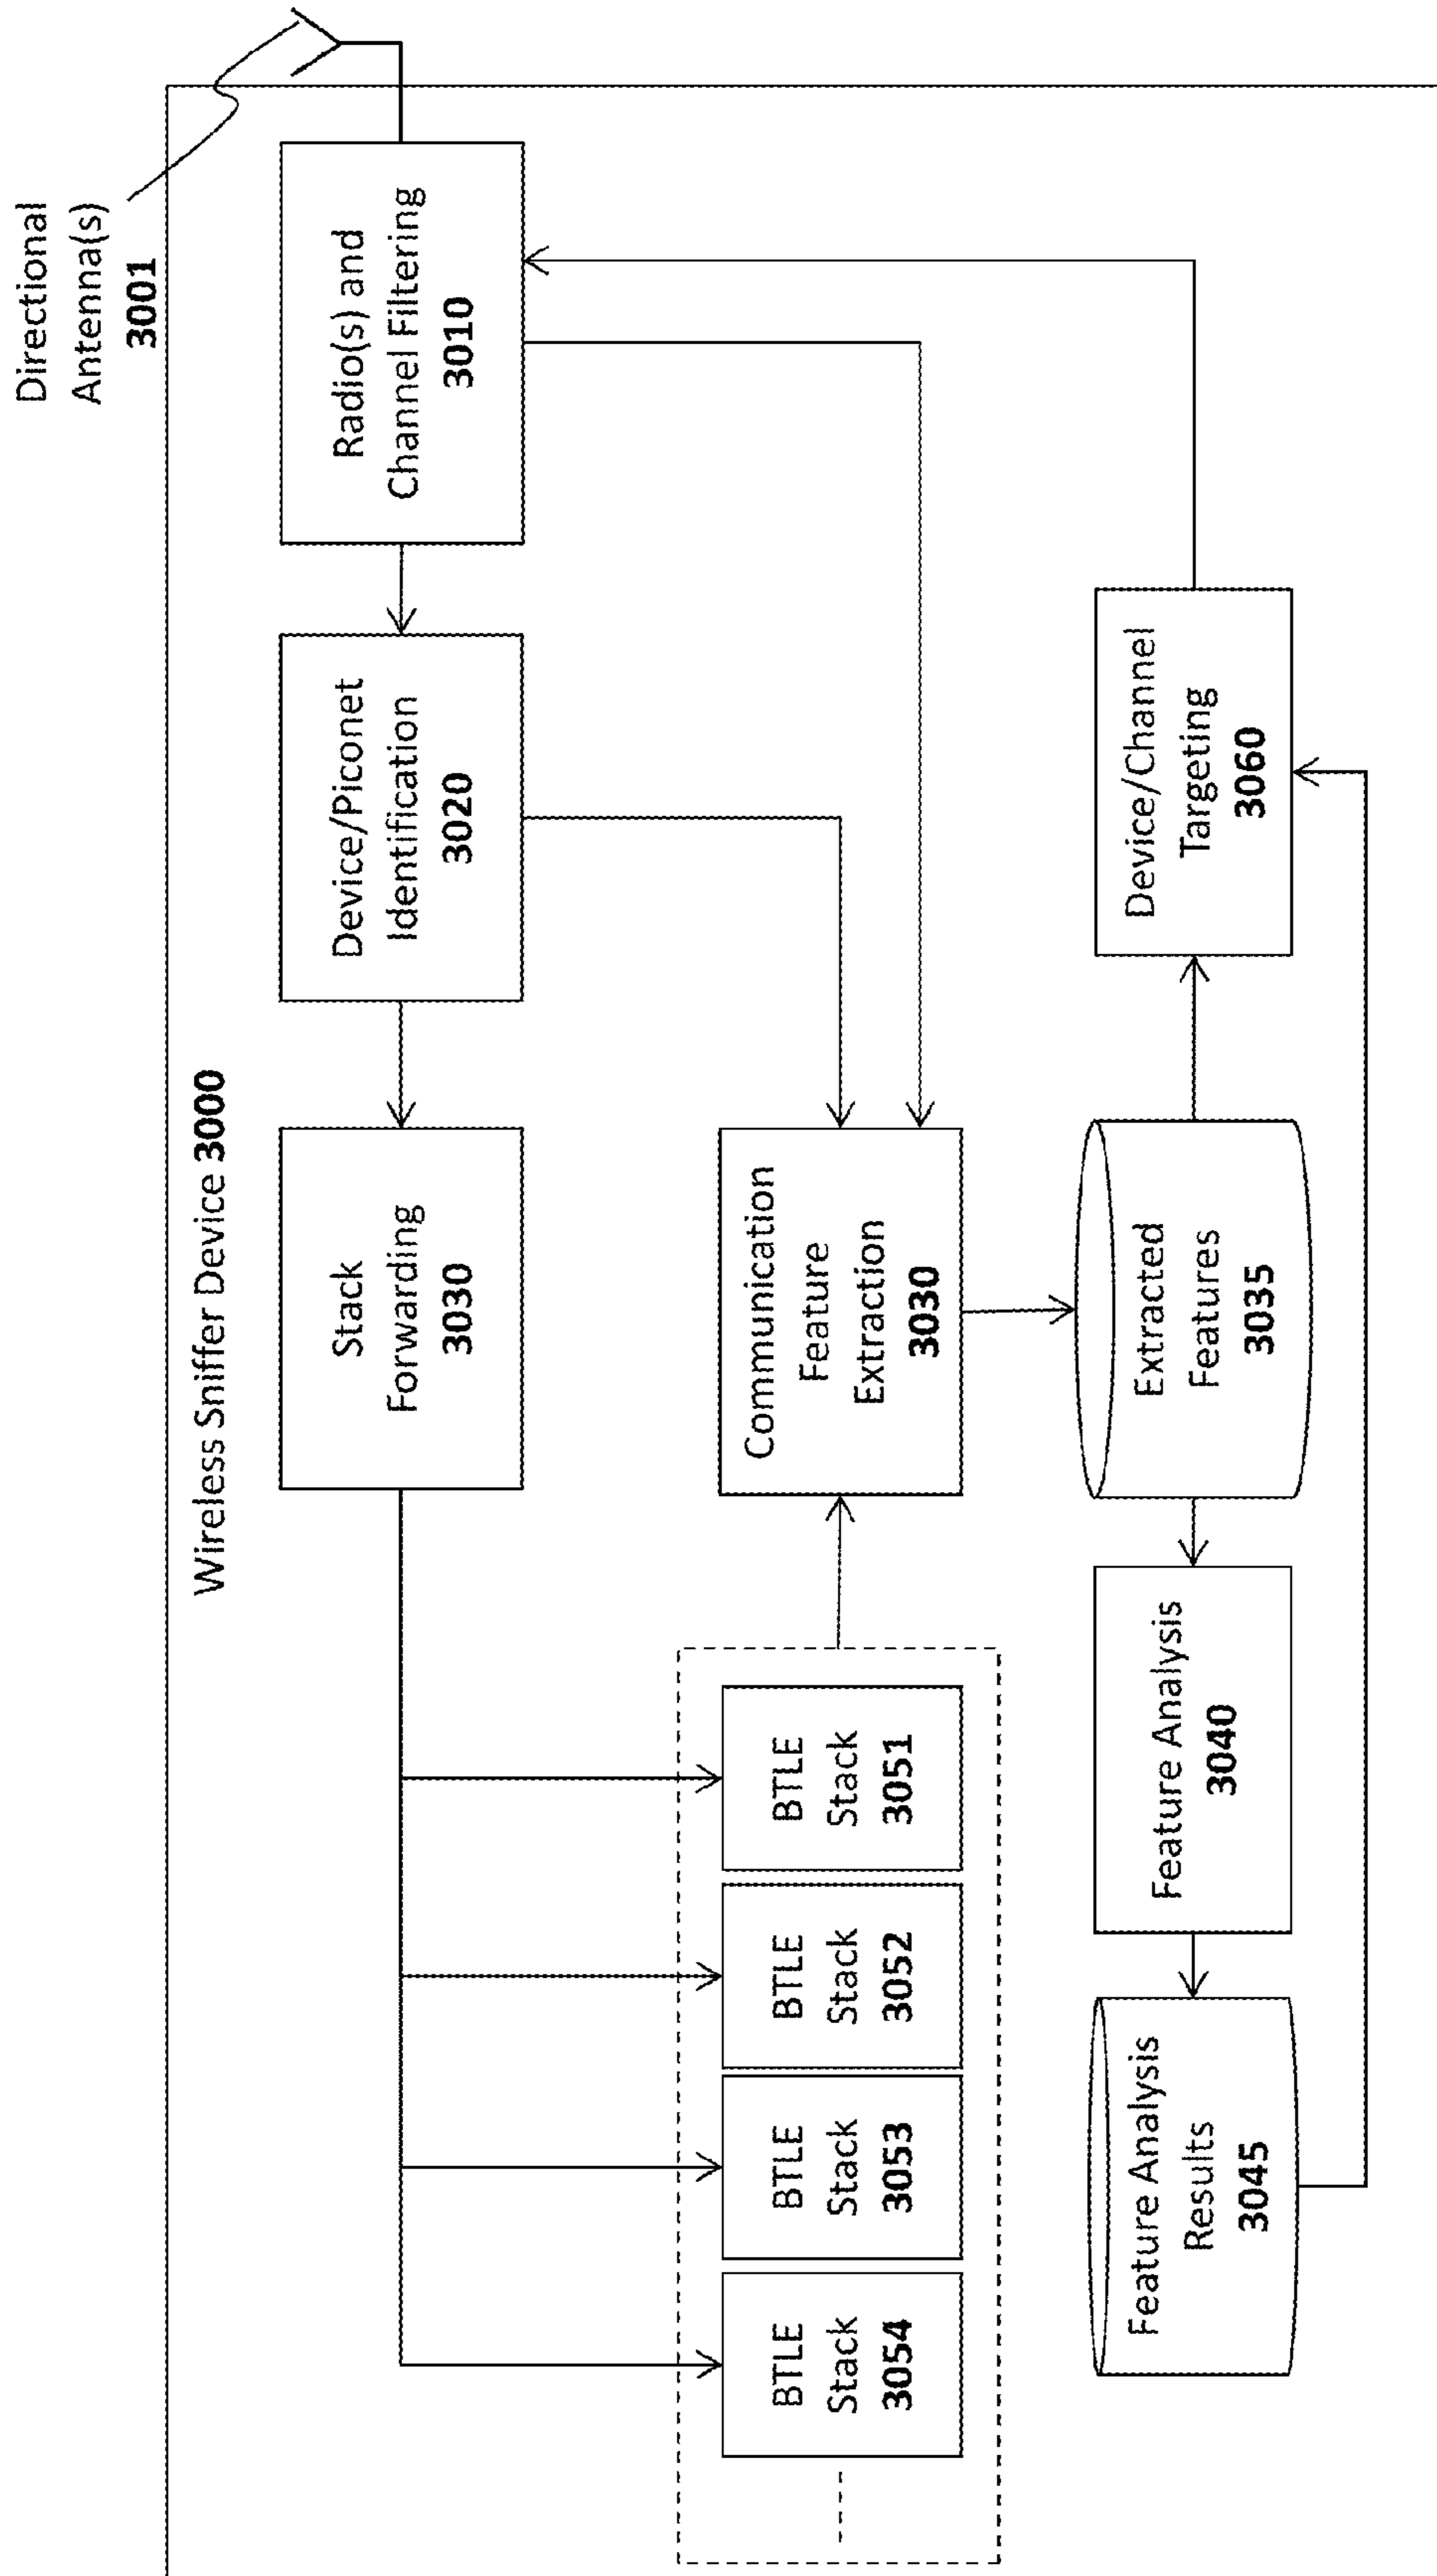 Directional
Antenna(s)
3001
Wireless Sniffer Device 3000
Radio(s) and
Channel Filtering
3010
Device/Piconet
Identification
3020
Stack
Forwarding
3030
Communication
Feature
Extraction
3030
BTLE
Stack
3051
BTLE
Stack
3052
BTLE
Stack
3053
BTLE
Stack
3054
Extracted
Features
3035
Device/Channel
Targeting
3060
Feature Analysis
3040
Feature Analysis
Results
3045